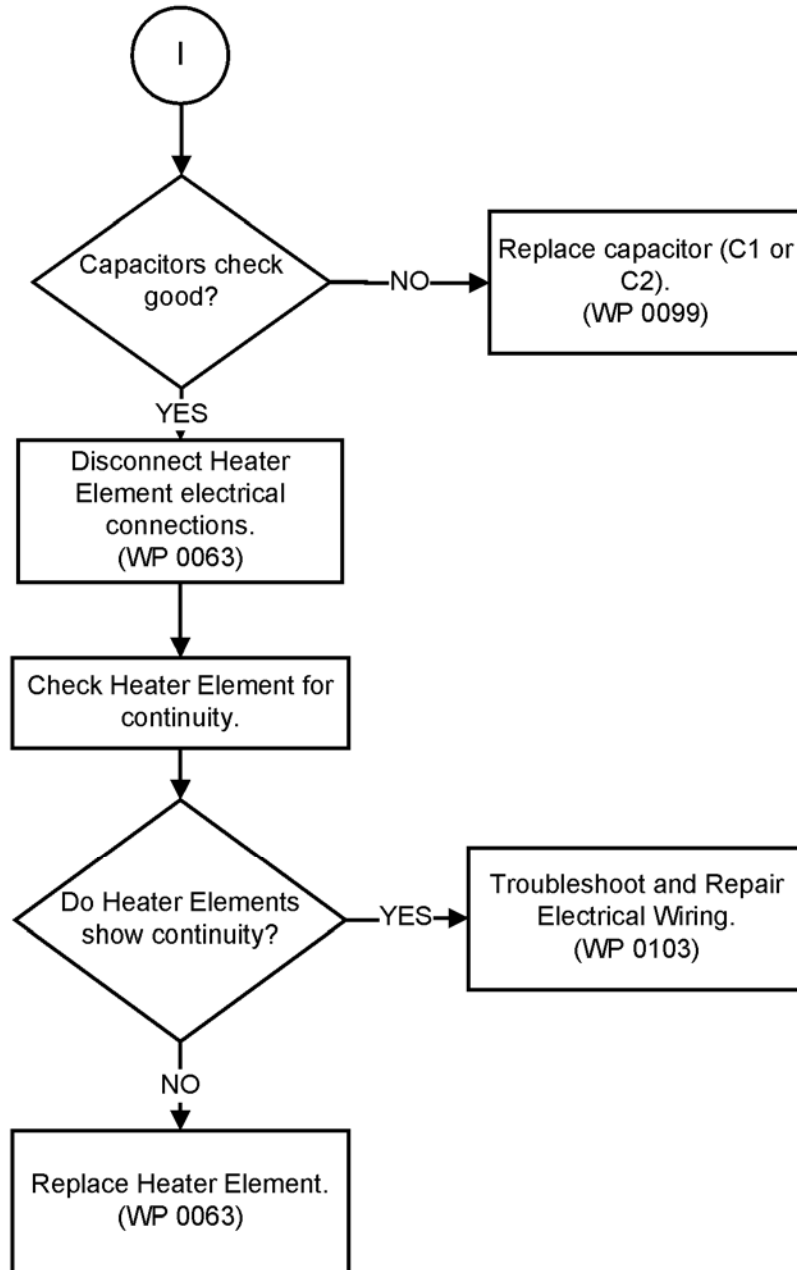 I
Capacitors check
good?
NO
Replace capacitor (C1 or
C2).
(WP 0099)
YES
Disconnect Heater
Element electrical
connections.
(WP 0063)
Check Heater Element for
continuity.
Do Heater Elements
show continuity?
YES
Troubleshoot and Repair
Electrical Wiring.
(WP 0103)
NO
Replace Heater Element.
(WP 0063)